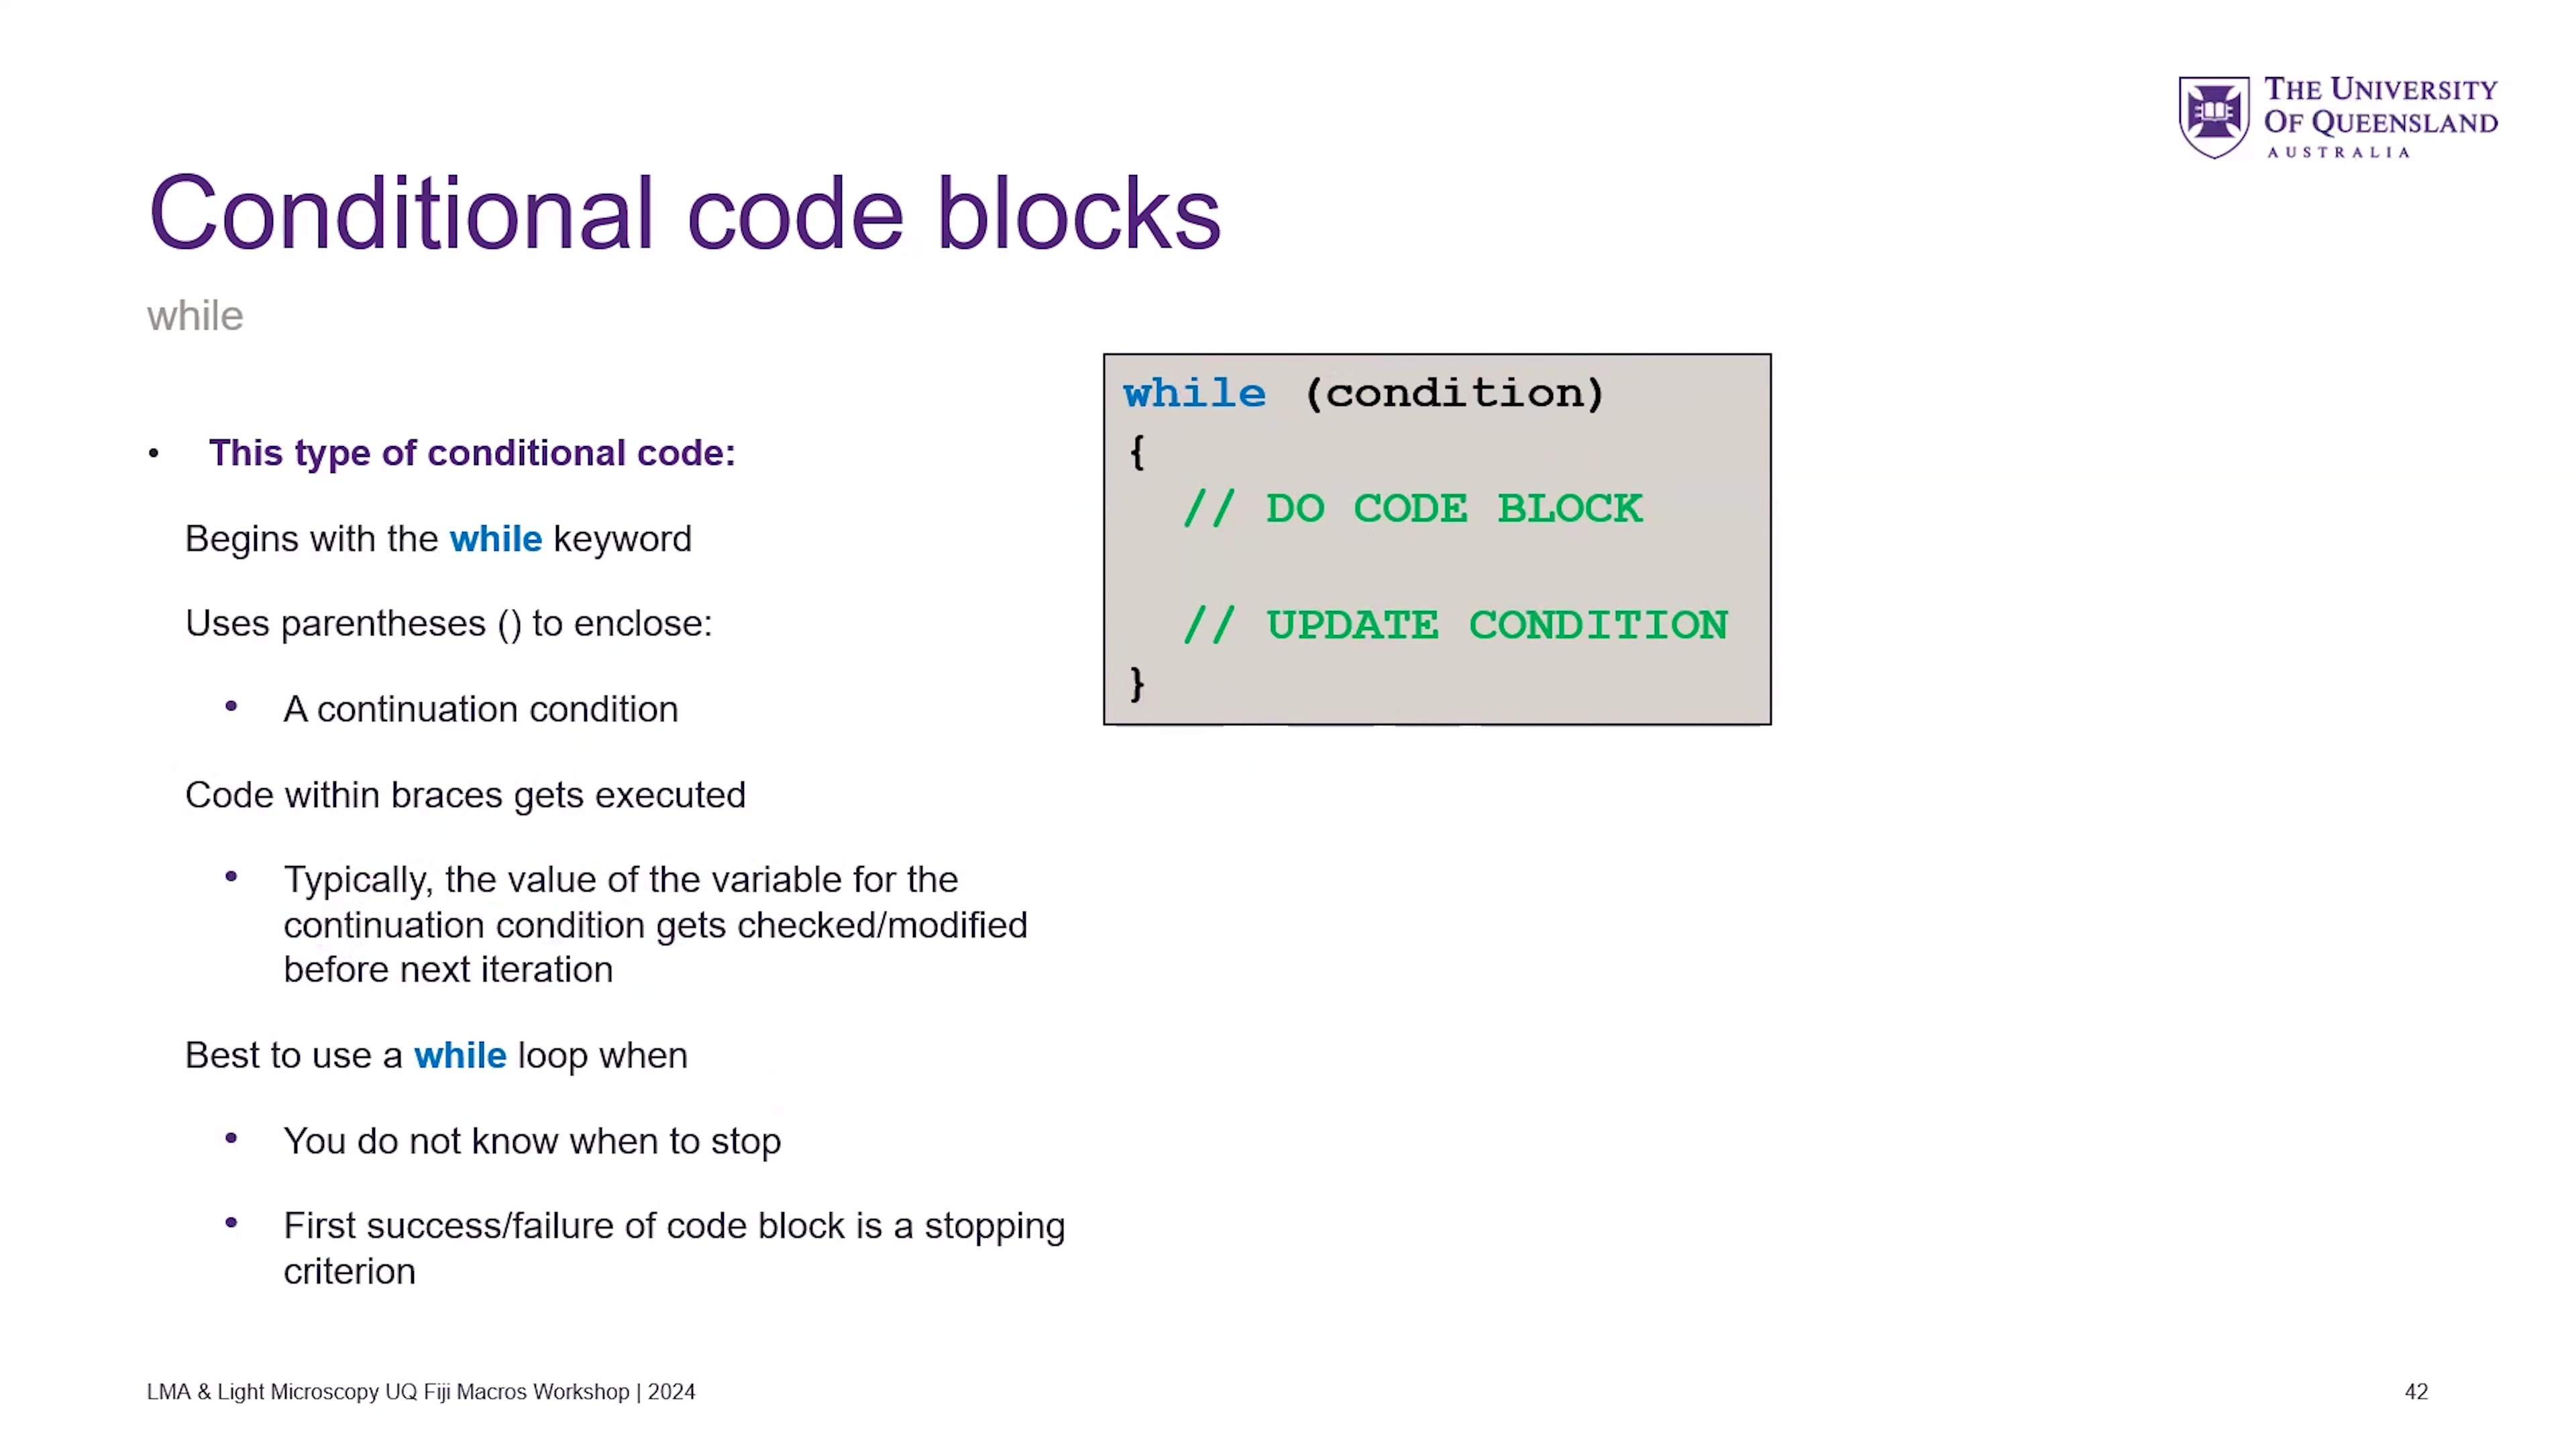 THE UNIVERSITY
OF QUEENSLAND
AUSTRALIA
Conditional code blocks
while
• This type of conditional code:
Begins with the while keyword
Uses parentheses () to enclose:
• A continuation condition
Code within braces gets executed
• Typically, the value of the variable for the
continuation condition gets checked/modified
before next iteration
Best to use a while loop when
• You do not know when to stop
• First success/failure of code block is a stopping
criterion
while (condition)
{
// DO CODE BLOCK
// UPDATE CONDITION
}
LMA & Light Microscopy UQ Fiji Macros Workshop | 2024
42